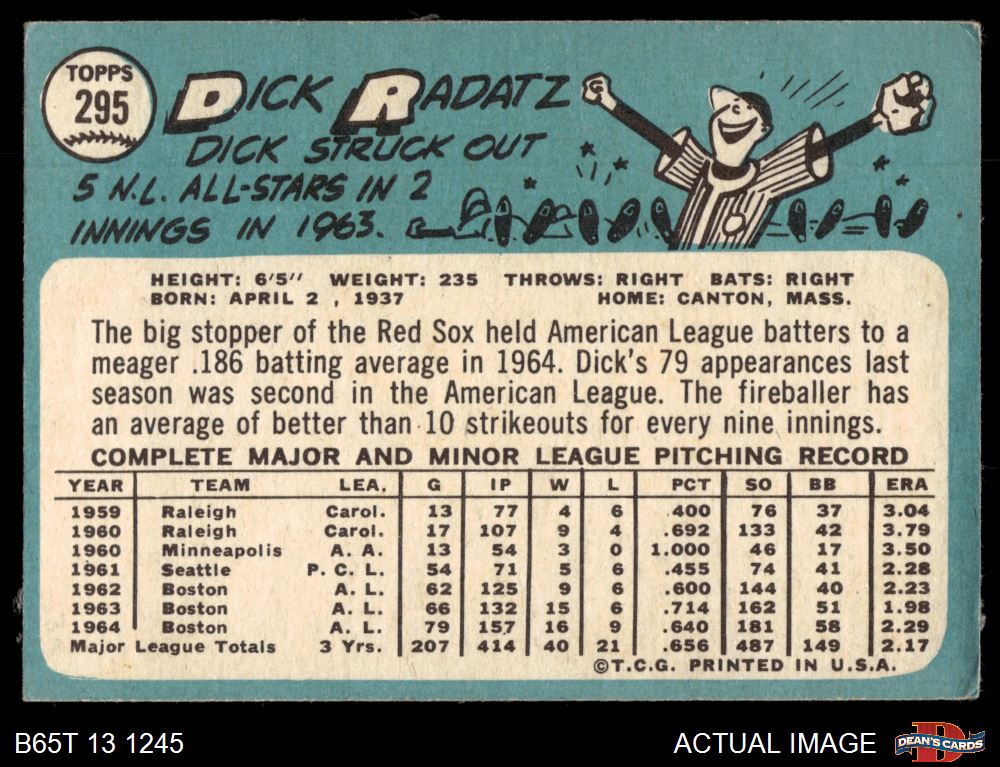 TOPPS
295
DICK RADATZ
DICK STRUCK OUT
5 N.L. ALL-STARS IN 2
INNINGS IN 1963.
HEIGHT: 6'5" WEIGHT: 235 THROWS: RIGHT BATS: RIGHT
BORN: APRIL 2 , 1937 HOME: CANTON, MASS.
The big stopper of the Red Sox held American League batters to a
meager .186 batting average in 1964. Dick's 79 appearances last
season was second in the American League. The fireballer has
an average of better than 10 strikeouts for every nine innings.
COMPLETE MAJOR AND MINOR LEAGUE PITCHING RECORD
YEAR TEAM LEA. G IP W L PCT SO BB ERA
1959 Raleigh Carol. 13 77 4 6 .400 76 37 3.04
1960 Raleigh Carol. 17 107 9 4 .692 133 42 3.79
1960 Minneapolis A. A. 13 54 3 0 1.000 46 17 3.50
1961 Seattle P. C. L. 54 71 5 6 .455 74 41 2.28
1962 Boston A. L. 62 125 9 6 .600 144 40 2.23
1963 Boston A. L. 66 132 15 6 .714 162 51 1.98
1964 Boston A. L. 79 157 16 9 .640 181 58 2.29
Major League Totals 3 Yrs. 207 414 40 21 .656 487 149 2.17
©T.C.G. PRINTED IN U.S.A.
B65T 13 1245
ACTUAL IMAGE
D
DEAN'S CARDS